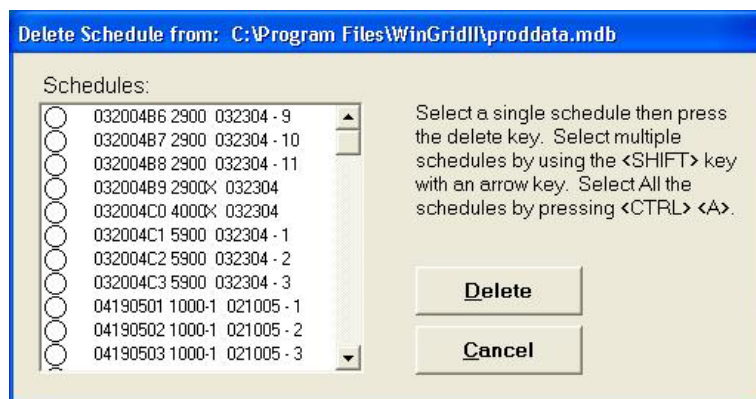 Delete Schedule from: C:\Program Files\WinGridII\proddata.mdb
Schedules:
032004B6 2900 032304 - 9
032004B7 2900 032304 - 10
032004B8 2900 032304 - 11
032004B9 2900X 032304
032004C0 4000X 032304
032004C1 5900 032304 - 1
032004C2 5900 032304 - 2
032004C3 5900 032304 - 3
04190501 1000-1 021005 - 1
04190502 1000-1 021005 - 2
04190503 1000-1 021005 - 3
Select a single schedule then press
the delete key. Select multiple
schedules by using the <SHIFT> key
with an arrow key. Select All the
schedules by pressing <CTRL> <A>.
Delete
Cancel